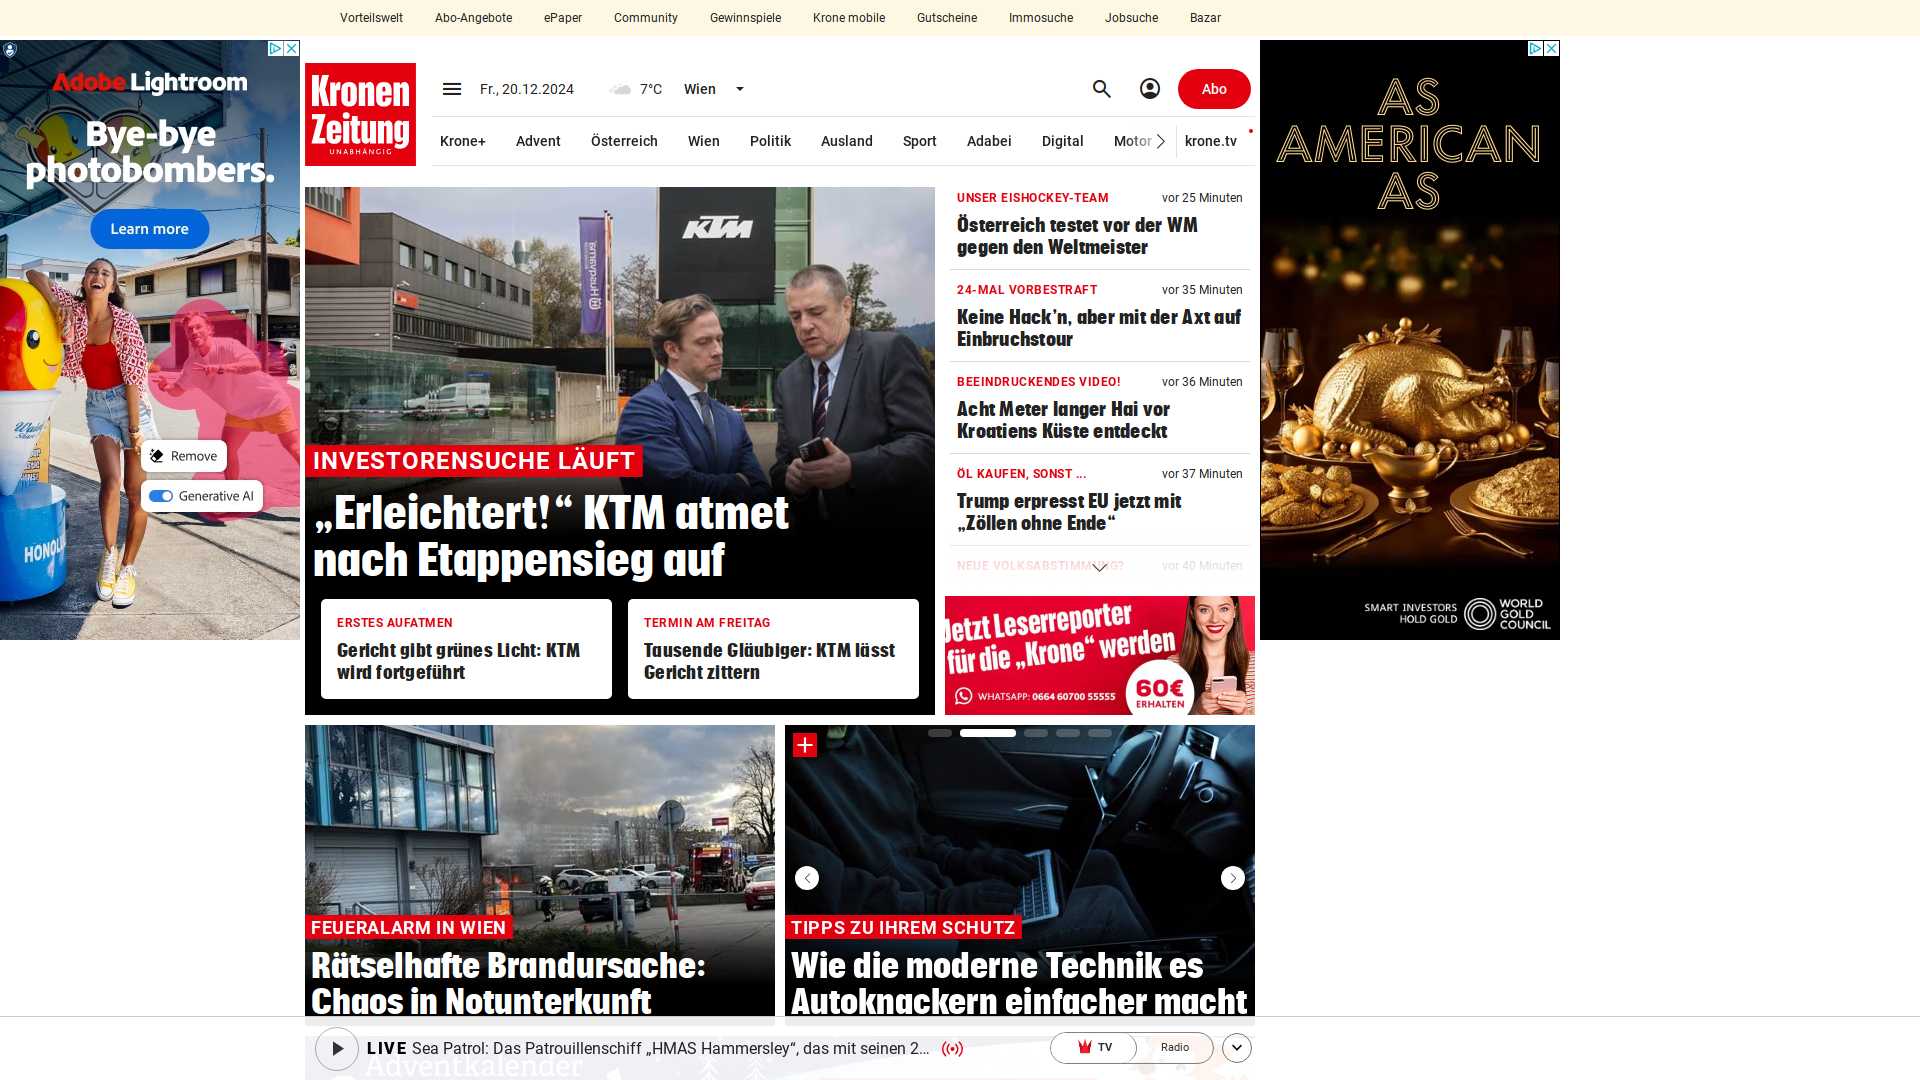 Vorteilswelt
Abo-Angebote
ePaper
Community
Gewinnspiele
Krone mobile
Gutscheine
Immosuche
Jobsuche
Bazar
Adobe Lightroom
Bye-bye
photobombers.
Learn more
Remove
Generative AI
Kronen
Zeitung
UNABHÄNGIG
Fr., 20.12.2024
7°C
Wien
Abo
Krone+
Advent
Österreich
Wien
Politik
Ausland
Sport
Adabei
Digital
Motor
krone.tv
KTM
INVESTORENSUCHE LÄUFT
„Erleichtert!“ KTM atmet
nach Etappensieg auf
ERSTES AUFATMEN
Gericht gibt grünes Licht: KTM
wird fortgeführt
TERMIN AM FREITAG
Tausende Gläubiger: KTM lässt
Gericht zittern
UNSER EISHOCKEY-TEAM
vor 25 Minuten
Österreich testet vor der WM
gegen den Weltmeister
24-MAL VORBESTRAFT
vor 35 Minuten
Keine Hack’n, aber mit der Axt auf
Einbruchstour
BEEINDRUCKENDES VIDEO!
vor 36 Minuten
Acht Meter langer Hai vor
Kroatiens Küste entdeckt
ÖL KAUFEN, SONST ...
vor 37 Minuten
Trump erpresst EU jetzt mit
„Zöllen ohne Ende“
NEUE VOLKSABSTIMMUNG?
vor 40 Minuten
Jetzt Leserreporter
für die „Krone“ werden
WHATSAPP: 0664 60700 55555
60€
ERHALTEN
AS
AMERICAN
AS
SMART INVESTORS
HOLD GOLD
WORLD
GOLD
COUNCIL
FEUERALARM IN WIEN
Rätselhafte Brandursache:
Chaos in Notunterkunft
TIPPS ZU IHREM SCHUTZ
Wie die moderne Technik es
Autoknackern einfacher macht
LIVE Sea Patrol: Das Patrouillenschiff „HMAS Hammersley“, das mit seinen 2...
TV
Radio
Adventkalender